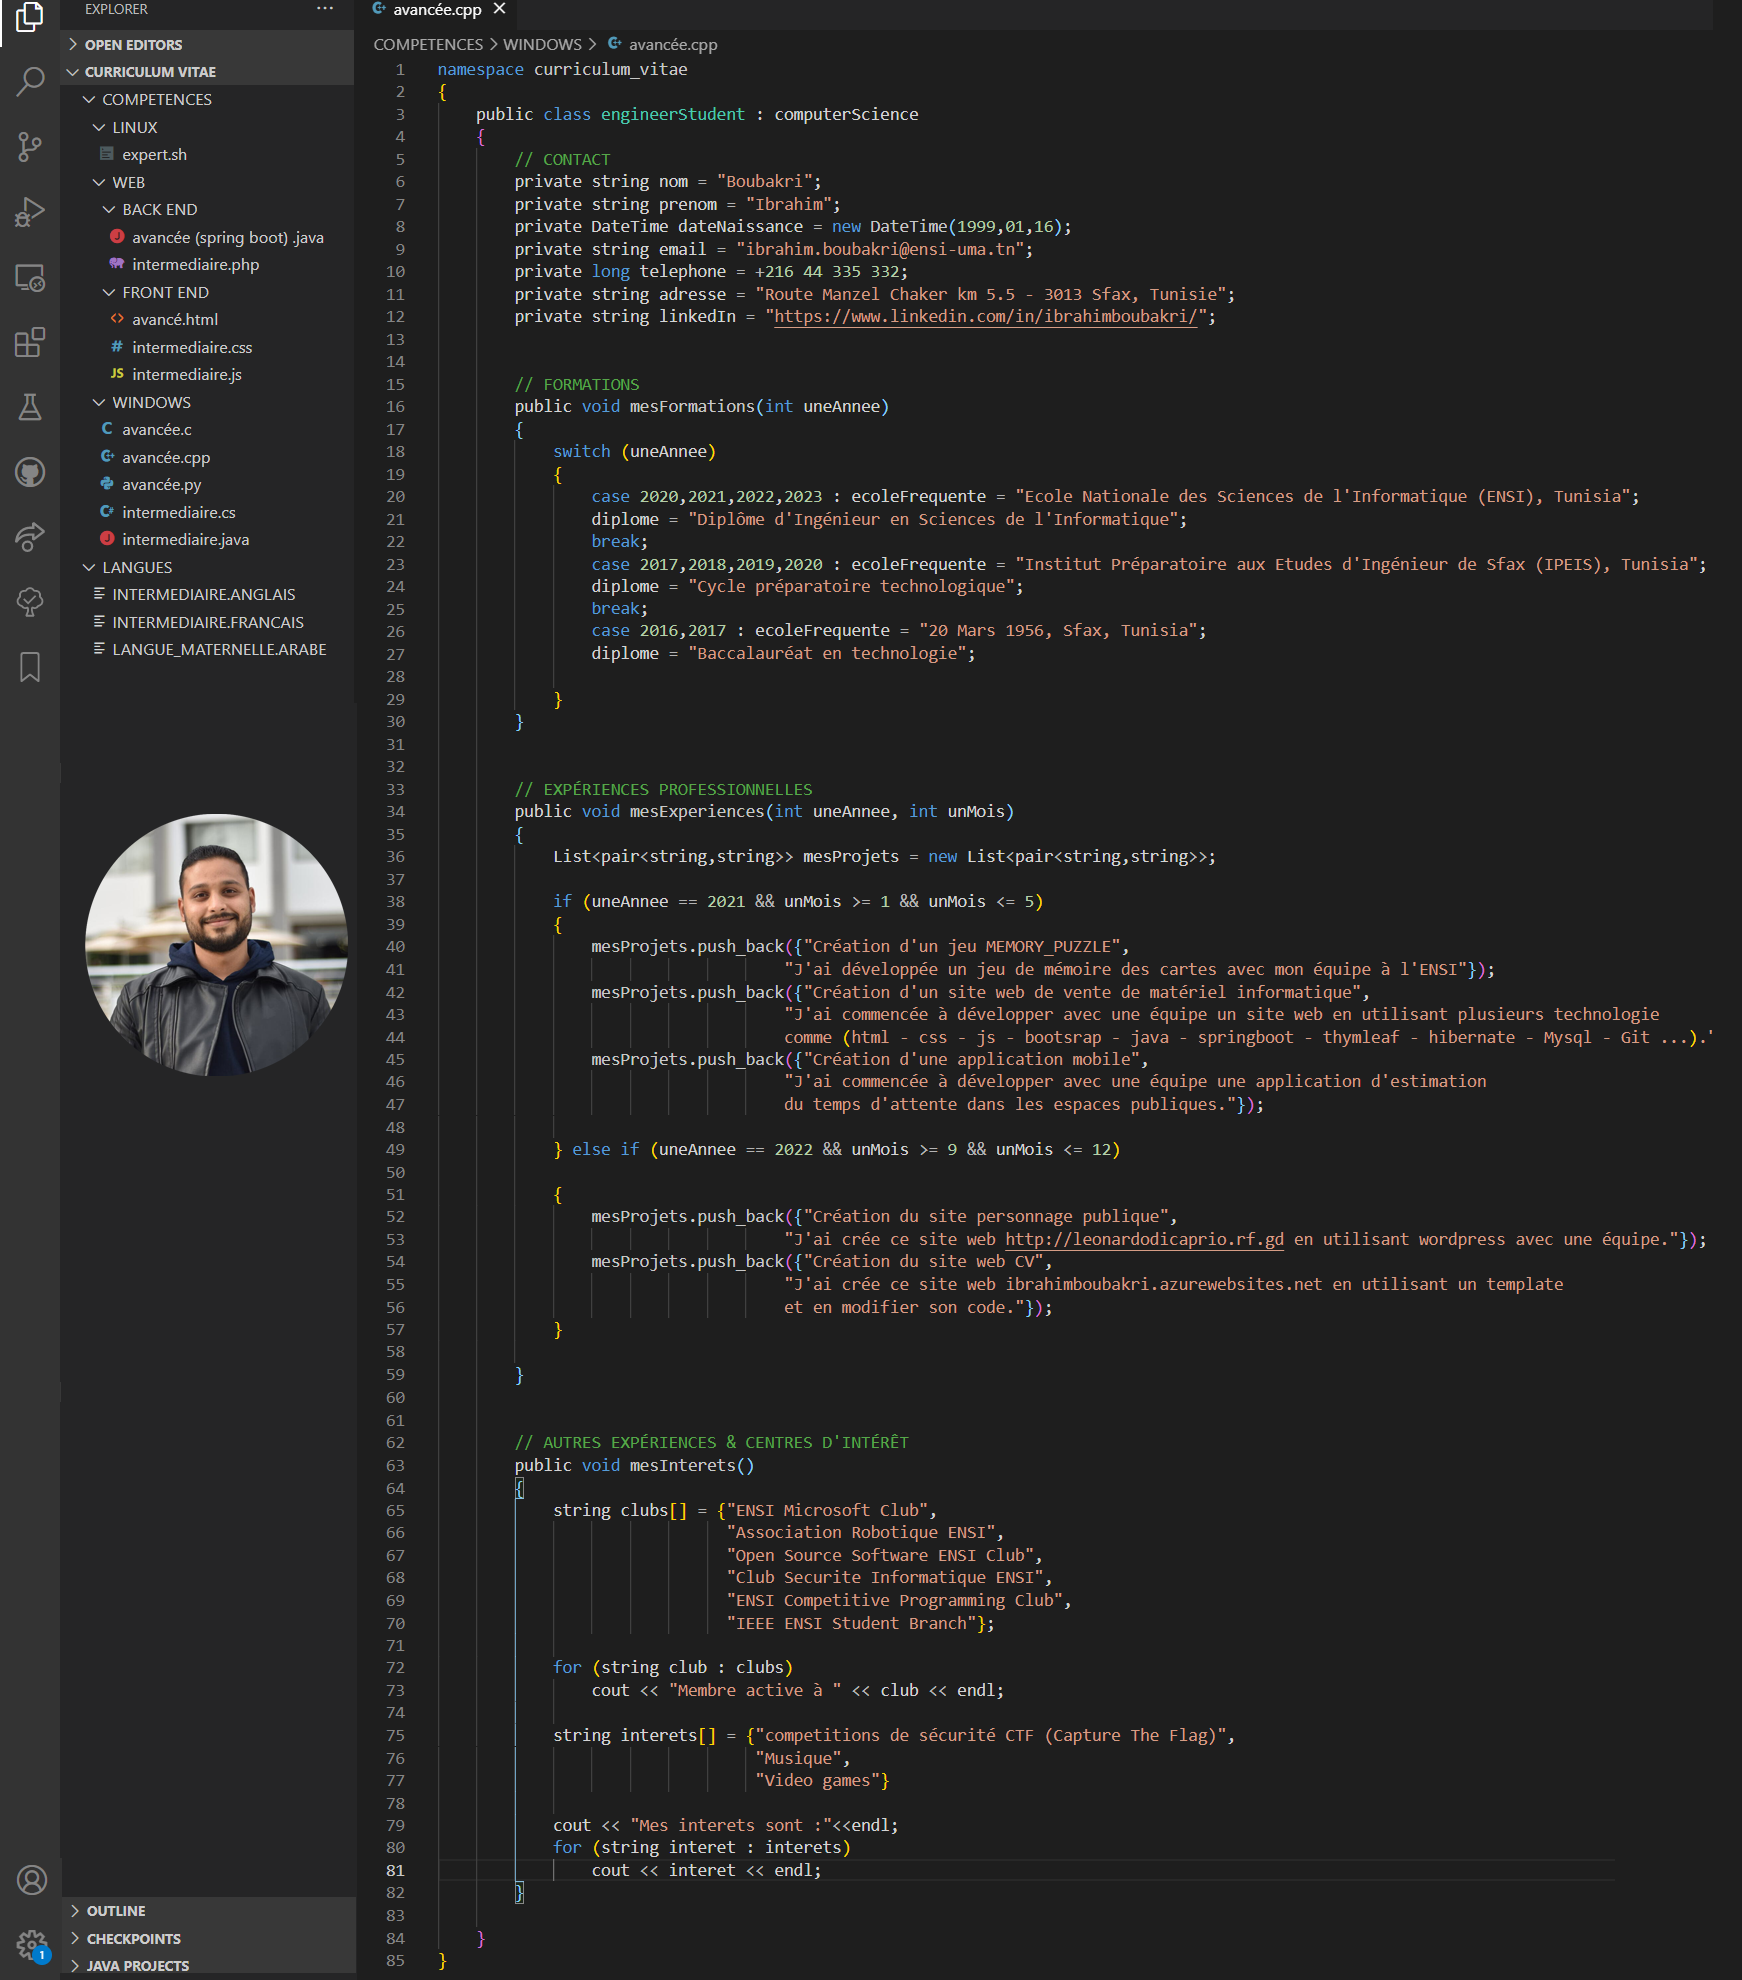 EXPLORER
OPEN EDITORS
CURRICULUM VITAE
COMPETENCES
LINUX
expert.sh
WEB
BACK END
avancée (spring boot) .java
intermediaire.php
FRONT END
avancé.html
intermediaire.css
JS intermediaire.js
WINDOWS
avancée.c
avancée.cpp
avancée.py
intermediaire.cs
intermediaire.java
LANGUES
INTERMEDIAIRE.ANGLAIS
INTERMEDIAIRE.FRANCAIS
LANGUE_MATERNELLE.ARABE
OUTLINE
CHECKPOINTS
JAVA PROJECTS
1
avancée.cpp
COMPETENCES > WINDOWS > avancée.cpp
1 namespace curriculum_vitae
2 {
3 public class engineerStudent : computerScience
4 {
5 // CONTACT
6 private string nom = "Boubakri";
7 private string prenom = "Ibrahim";
8 private DateTime dateNaissance = new DateTime(1999,01,16);
9 private string email = "ibrahim.boubakri@ensi-uma.tn";
10 private long telephone = +216 44 335 332;
11 private string adresse = "Route Manzel Chaker km 5.5 - 3013 Sfax, Tunisie";
12 private string linkedIn = "https://www.linkedin.com/in/ibrahimboubakri/";
13
14
15 // FORMATIONS
16 public void mesFormations(int uneAnnee)
17 {
18 switch (uneAnnee)
19 {
20 case 2020,2021,2022,2023 : ecoleFrequente = "Ecole Nationale des Sciences de l'Informatique (ENSI), Tunisia";
21 diplome = "Diplôme d'Ingénieur en Sciences de l'Informatique";
22 break;
23 case 2017,2018,2019,2020 : ecoleFrequente = "Institut Préparatoire aux Etudes d'Ingénieur de Sfax (IPEIS), Tunisia";
24 diplome = "Cycle préparatoire technologique";
25 break;
26 case 2016,2017 : ecoleFrequente = "20 Mars 1956, Sfax, Tunisia";
27 diplome = "Baccalauréat en technologie";
28
29 }
30 }
31
32
33 // EXPÉRIENCES PROFESSIONNELLES
34 public void mesExperiences(int uneAnnee, int unMois)
35 {
36 List<pair<string,string>> mesProjets = new List<pair<string,string>>;
37
38 if (uneAnnee == 2021 && unMois >= 1 && unMois <= 5)
39 {
40 mesProjets.push_back({"Création d'un jeu MEMORY_PUZZLE",
41 "J'ai développée un jeu de mémoire des cartes avec mon équipe à l'ENSI"});
42 mesProjets.push_back({"Création d'un site web de vente de matériel informatique",
43 "J'ai commencée à développer avec une équipe un site web en utilisant plusieurs technologie
44 comme (html - css - js - bootsrap - java - springboot - thymleaf - hibernate - Mysql - Git ...).'
45 mesProjets.push_back({"Création d'une application mobile",
46 "J'ai commencée à développer avec une équipe une application d'estimation
47 du temps d'attente dans les espaces publiques."});
48
49 } else if (uneAnnee == 2022 && unMois >= 9 && unMois <= 12)
50
51 {
52 mesProjets.push_back({"Création du site personnage publique",
53 "J'ai crée ce site web http://leonardodicaprio.rf.gd en utilisant wordpress avec une équipe."});
54 mesProjets.push_back({"Création du site web CV",
55 "J'ai crée ce site web ibrahimboubakri.azurewebsites.net en utilisant un template
56 et en modifier son code."});
57 }
58
59 }
60
61
62 // AUTRES EXPÉRIENCES & CENTRES D'INTÉRÊT
63 public void mesInterets()
64 {
65 string clubs[] = {"ENSI Microsoft Club",
66 "Association Robotique ENSI",
67 "Open Source Software ENSI Club",
68 "Club Securite Informatique ENSI",
69 "ENSI Competitive Programming Club",
70 "IEEE ENSI Student Branch"};
71
72 for (string club : clubs)
73 cout << "Membre active à " << club << endl;
74
75 string interets[] = {"competitions de sécurité CTF (Capture The Flag)",
76 "Musique",
77 "Video games"}
78
79 cout << "Mes interets sont :"<<endl;
80 for (string interet : interets)
81 cout << interet << endl;
82 }
83
84 }
85 }